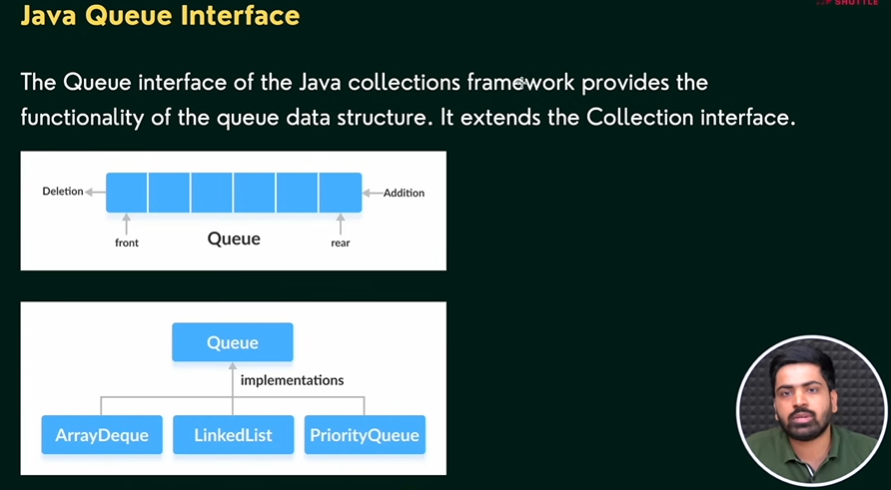 SHUTTLE
Java Queue Interface
The Queue interface of the Java collections framework provides the
functionality of the queue data structure. It extends the Collection interface.
Deletion
Addition
front
Queue
rear
Queue
implementations
ArrayDeque
LinkedList
PriorityQueue